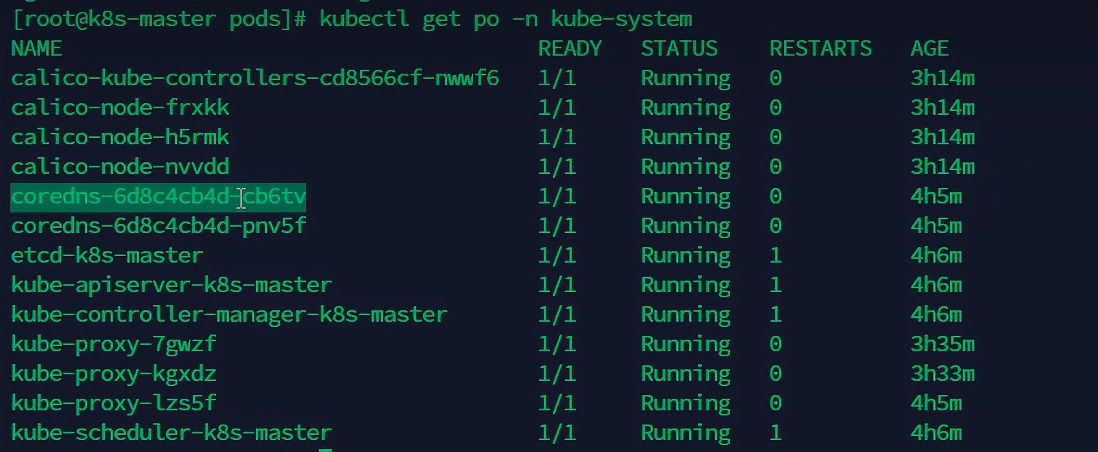 [root@k8s-master pods]# kubectl get po -n kube-system
NAME READY STATUS RESTARTS AGE
calico-kube-controllers-cd8566cf-nwwf6 1/1 Running 0 3h14m
calico-node-frxkk 1/1 Running 0 3h14m
calico-node-h5rmk 1/1 Running 0 3h14m
calico-node-nvvdd 1/1 Running 0 3h14m
coredns-6d8c4cb4d-cb6tv 1/1 Running 0 4h5m
coredns-6d8c4cb4d-pnv5f 1/1 Running 0 4h5m
etcd-k8s-master 1/1 Running 1 4h6m
kube-apiserver-k8s-master 1/1 Running 1 4h6m
kube-controller-manager-k8s-master 1/1 Running 1 4h6m
kube-proxy-7gwzf 1/1 Running 0 3h35m
kube-proxy-kgxdz 1/1 Running 0 3h33m
kube-proxy-lzs5f 1/1 Running 0 4h5m
kube-scheduler-k8s-master 1/1 Running 1 4h6m